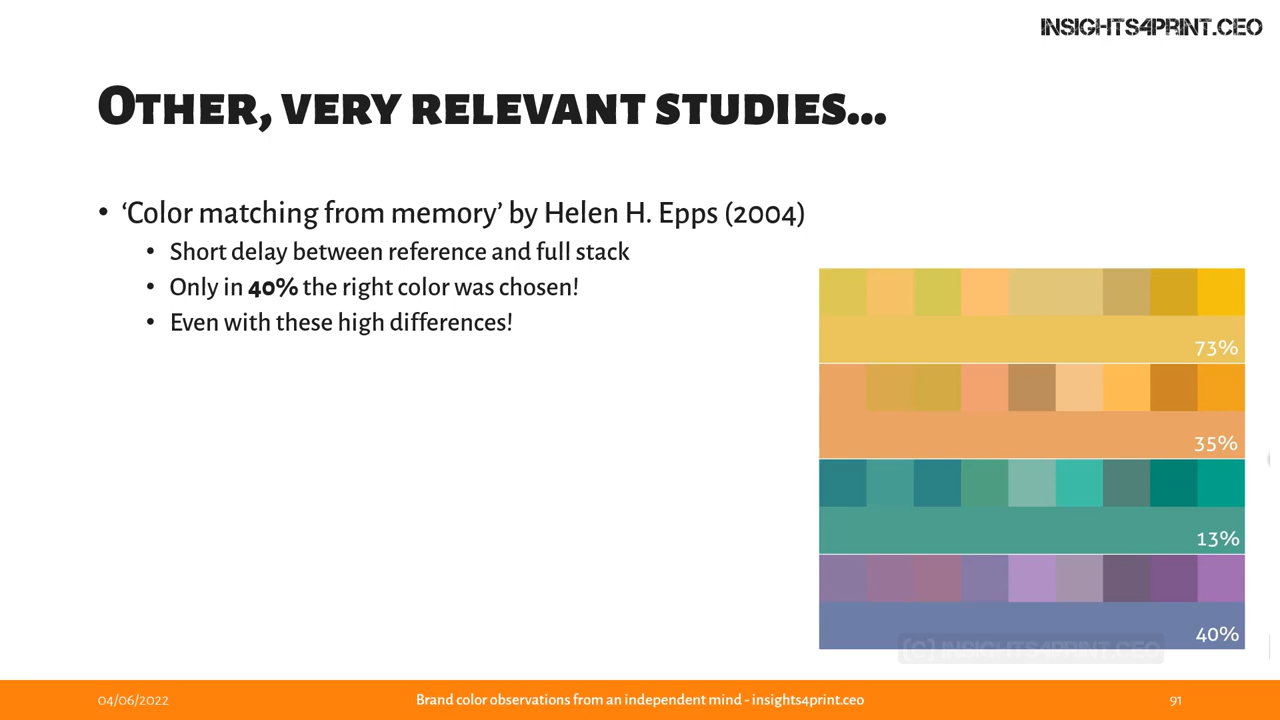 INSIGHTS4PRINT.CEO
Other, very relevant studies...
• ‘Color matching from memory’ by Helen H. Epps (2004)
• Short delay between reference and full stack
• Only in 40% the right color was chosen!
• Even with these high differences!
73%
35%
13%
40%
(C) INSIGHTS4PRINT.CEO
04/06/2022
Brand color observations from an independent mind - insights4print.ceo
91